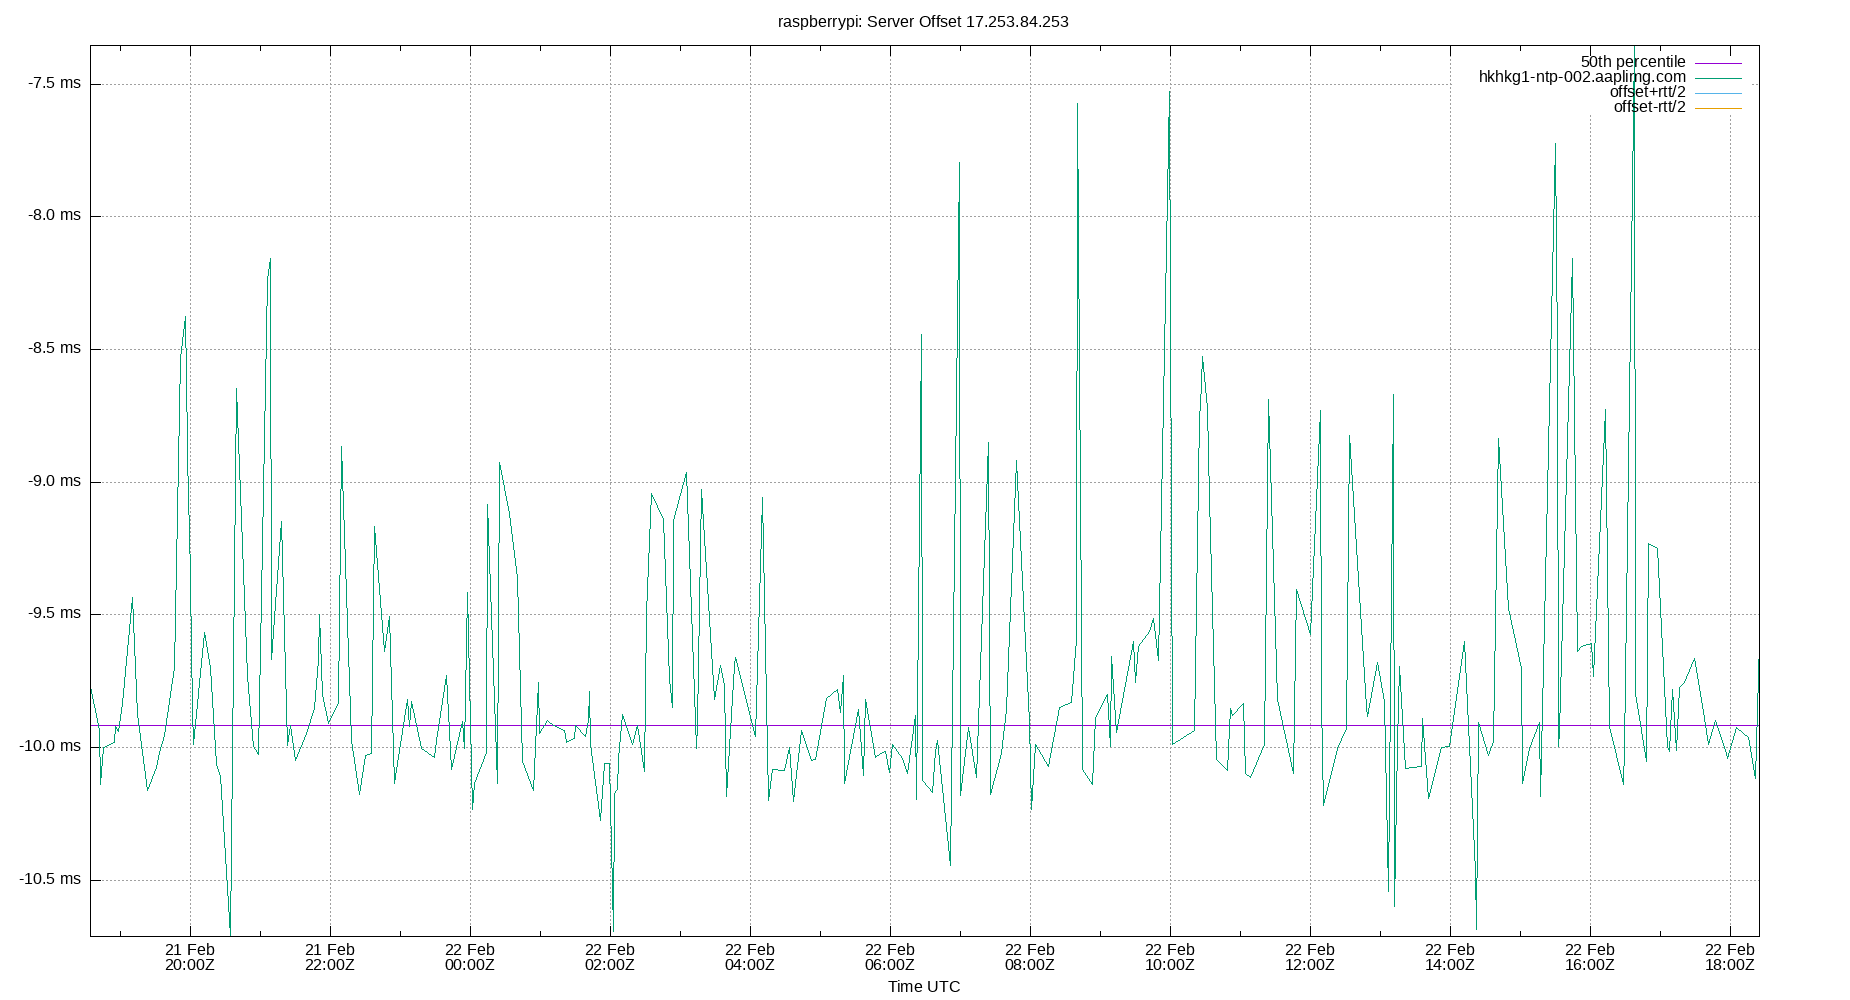 raspberrypi: Server Offset 17.253.84.253
50th percentile
hkhkg1-ntp-002.aaplimg.com
offset+rtt/2
offset-rtt/2
-7.5 ms
-8.0 ms
-8.5 ms
-9.0 ms
-9.5 ms
-10.0 ms
-10.5 ms
21 Feb 21 Feb 22 Feb 22 Feb 22 Feb 22 Feb 22 Feb 22 Feb 22 Feb 22 Feb 22 Feb 22 Feb
20:00Z 22:00Z 00:00Z 02:00Z 04:00Z 06:00Z 08:00Z 10:00Z 12:00Z 14:00Z 16:00Z 18:00Z
Time UTC